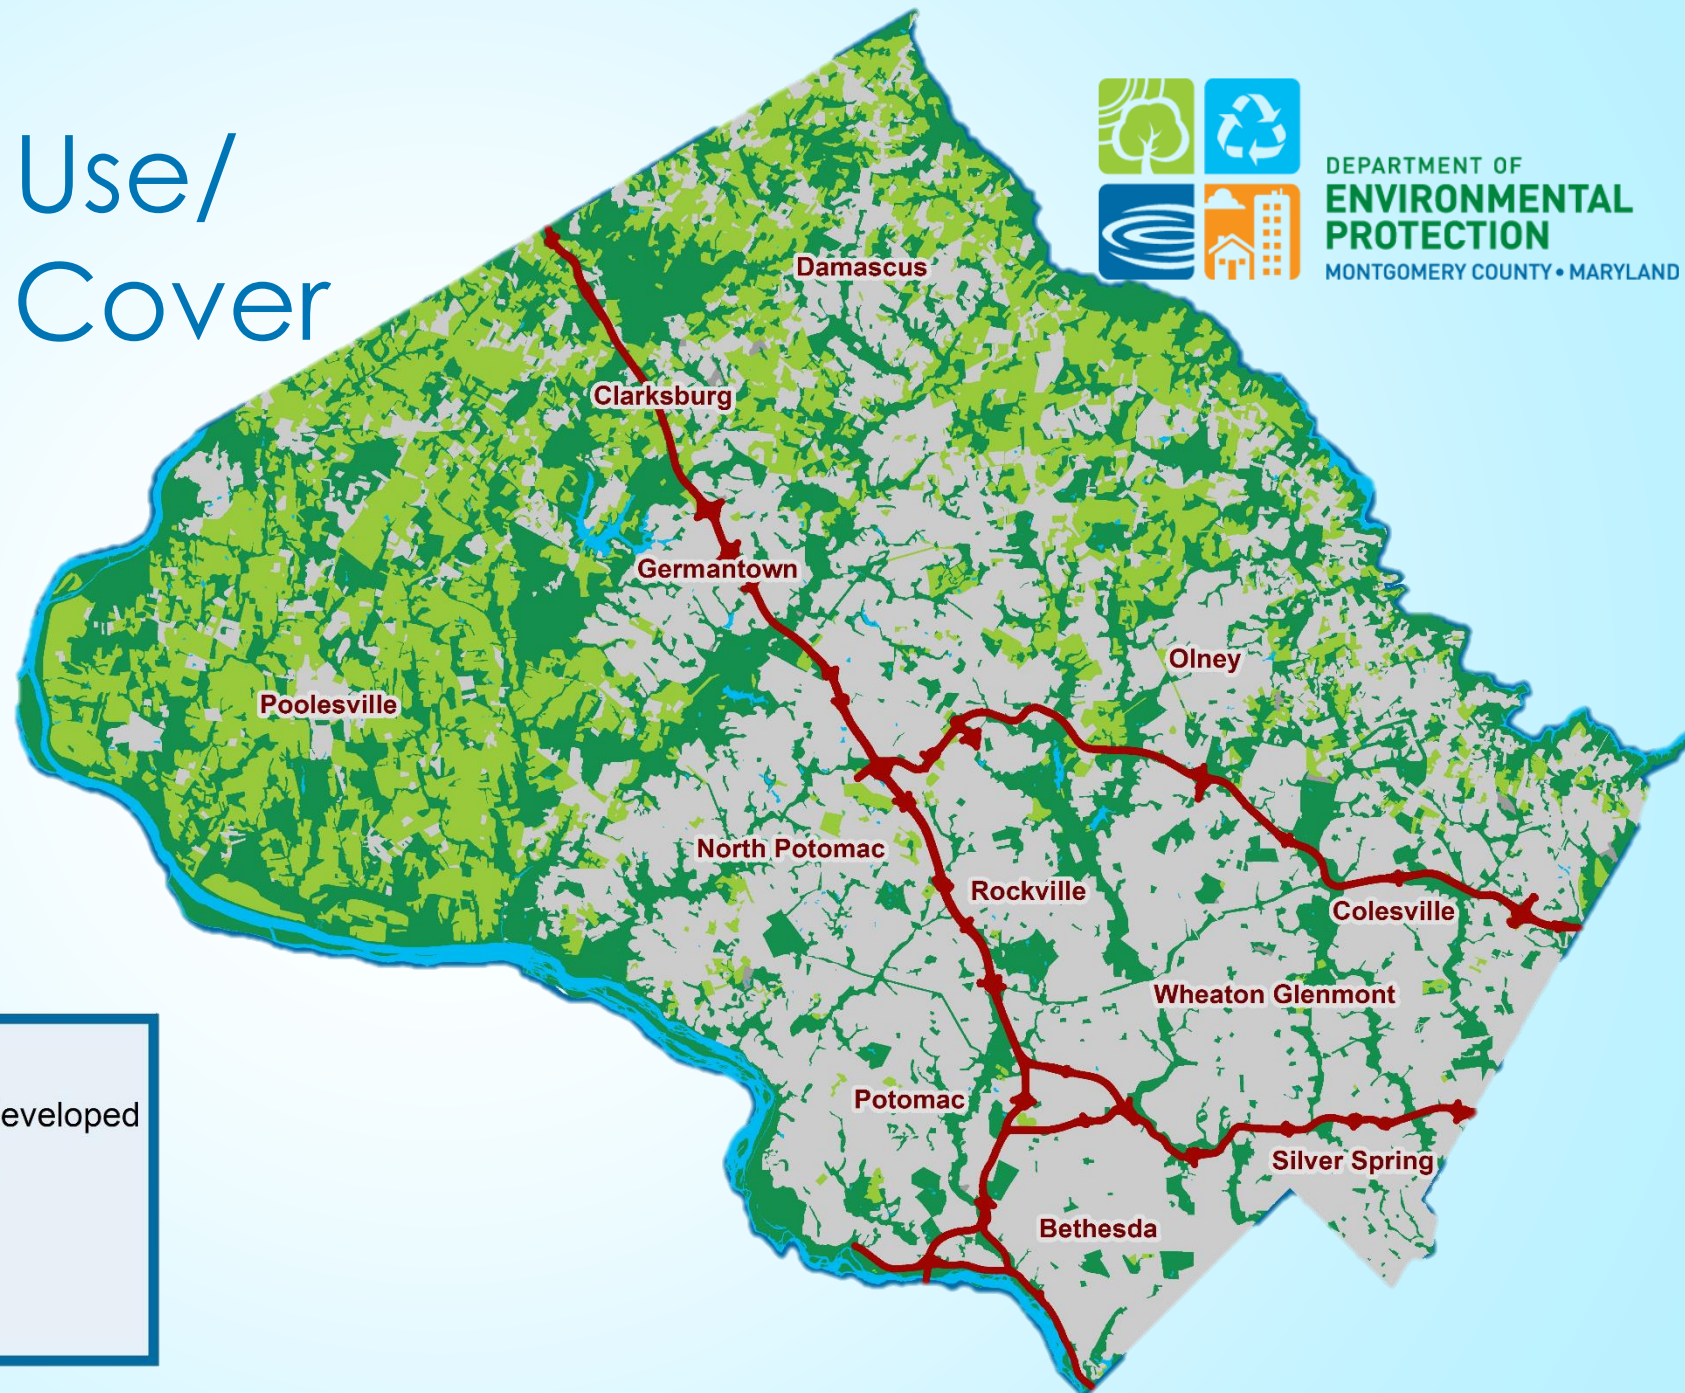 Use/
Cover
DEPARTMENT OF
ENVIRONMENTAL
PROTECTION
MONTGOMERY COUNTY • MARYLAND
Damascus
Clarksburg
Germantown
Olney
Poolesville
North Potomac
Rockville
Colesville
Wheaton Glenmont
Potomac
eveloped
Silver Spring
Bethesda